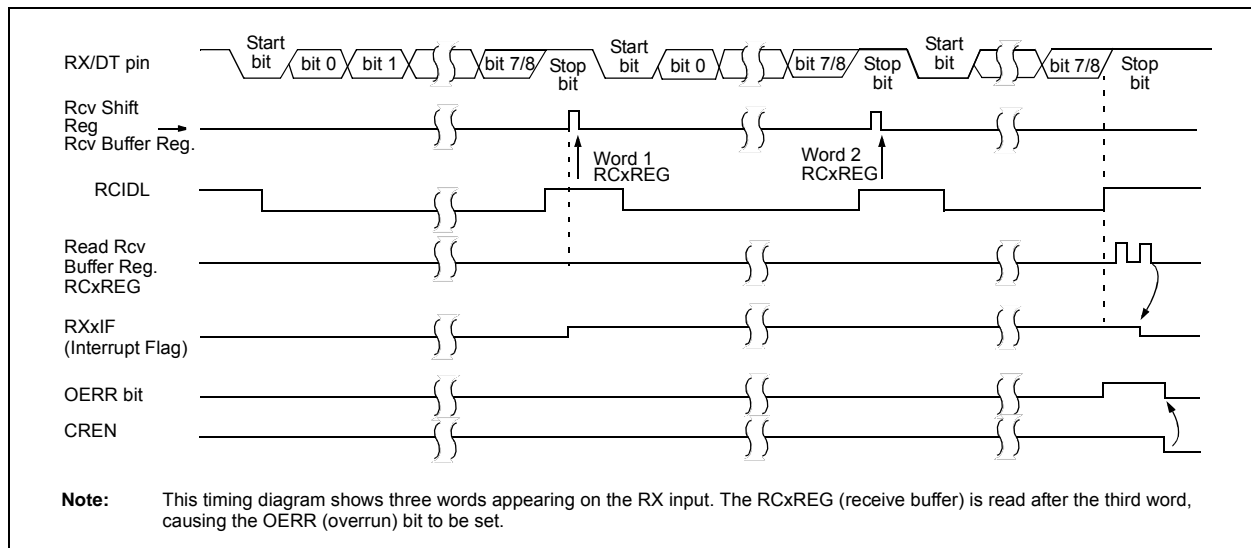 RX/DT pin
Start bit
bit 0
bit 1
bit 7/8
Stop bit
Start bit
bit 0
bit 7/8
Stop bit
Start bit
bit 7/8
Stop bit
Rcv Shift
Reg
Rcv Buffer Reg.
Word 1
RCxREG
Word 2
RCxREG
RCIDL
Read Rcv
Buffer Reg.
RCxREG
RXxIF
(Interrupt Flag)
OERR bit
CREN
Note: This timing diagram shows three words appearing on the RX input. The RCxREG (receive buffer) is read after the third word,
causing the OERR (overrun) bit to be set.